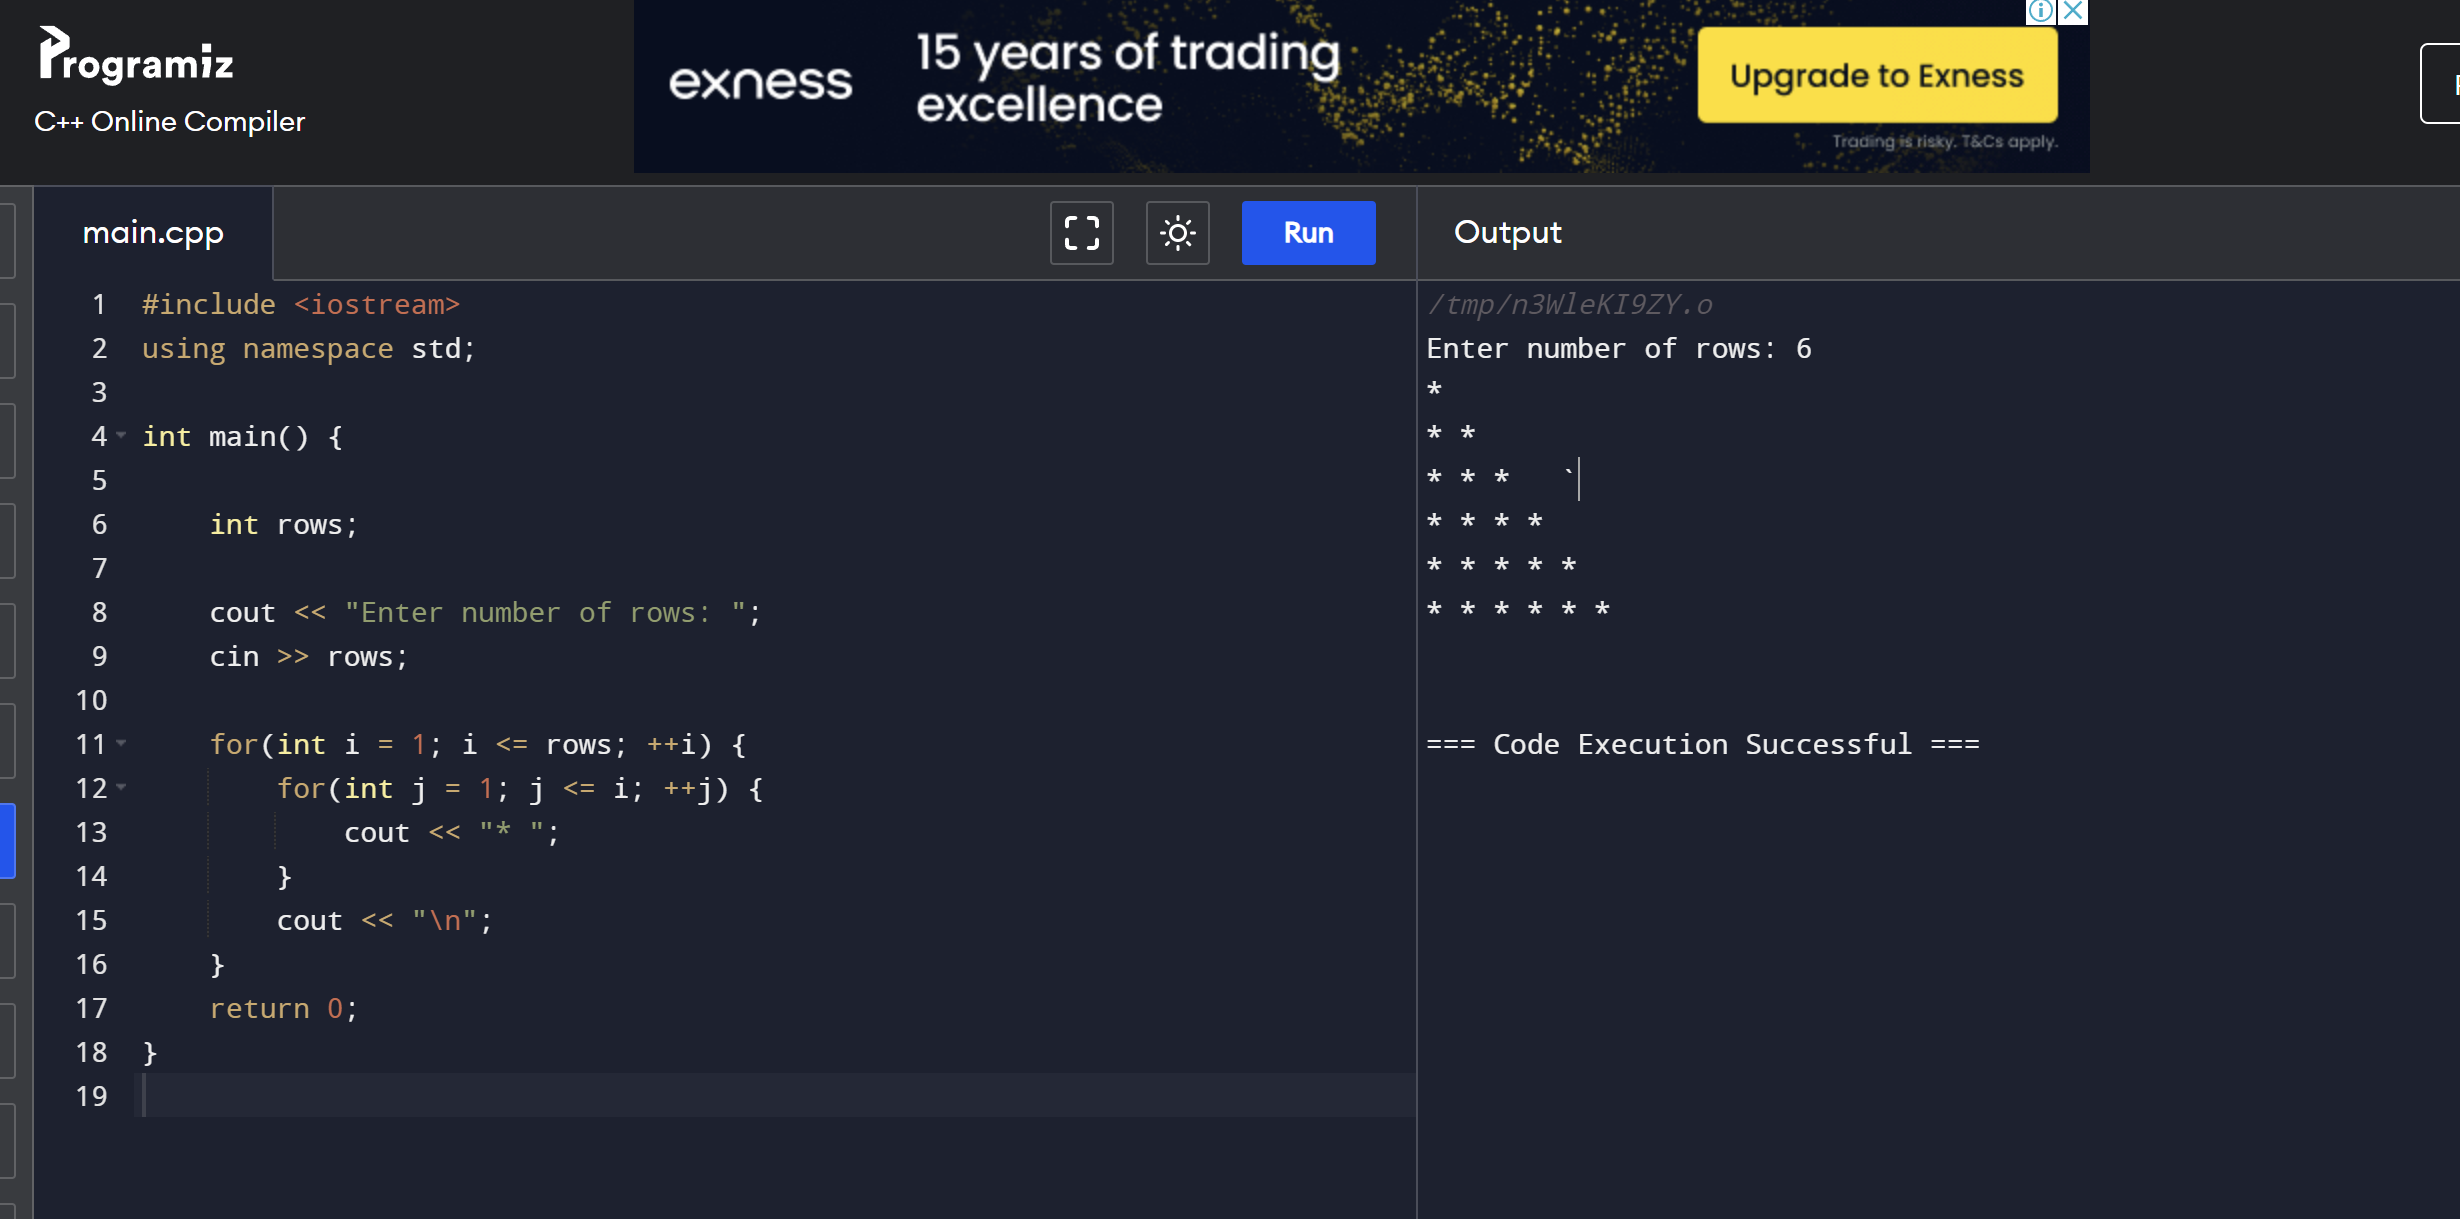 Programiz
C++ Online Compiler
exness
15 years of trading
excellence
Upgrade to Exness
Trading is risky. T&Cs apply.
main.cpp
Run
Output
1 #include <iostream>
2 using namespace std;
3
4 int main() {
5
6     int rows;
7
8     cout << "Enter number of rows: ";
9     cin >> rows;
10
11     for(int i = 1; i <= rows; ++i) {
12         for(int j = 1; j <= i; ++j) {
13             cout << "* ";
14         }
15         cout << "\n";
16     }
17     return 0;
18 }
19
/tmp/n3WleKI9ZY.o
Enter number of rows: 6
*
* *
* * *   `
* * * *
* * * * *
* * * * * *
=== Code Execution Successful ===